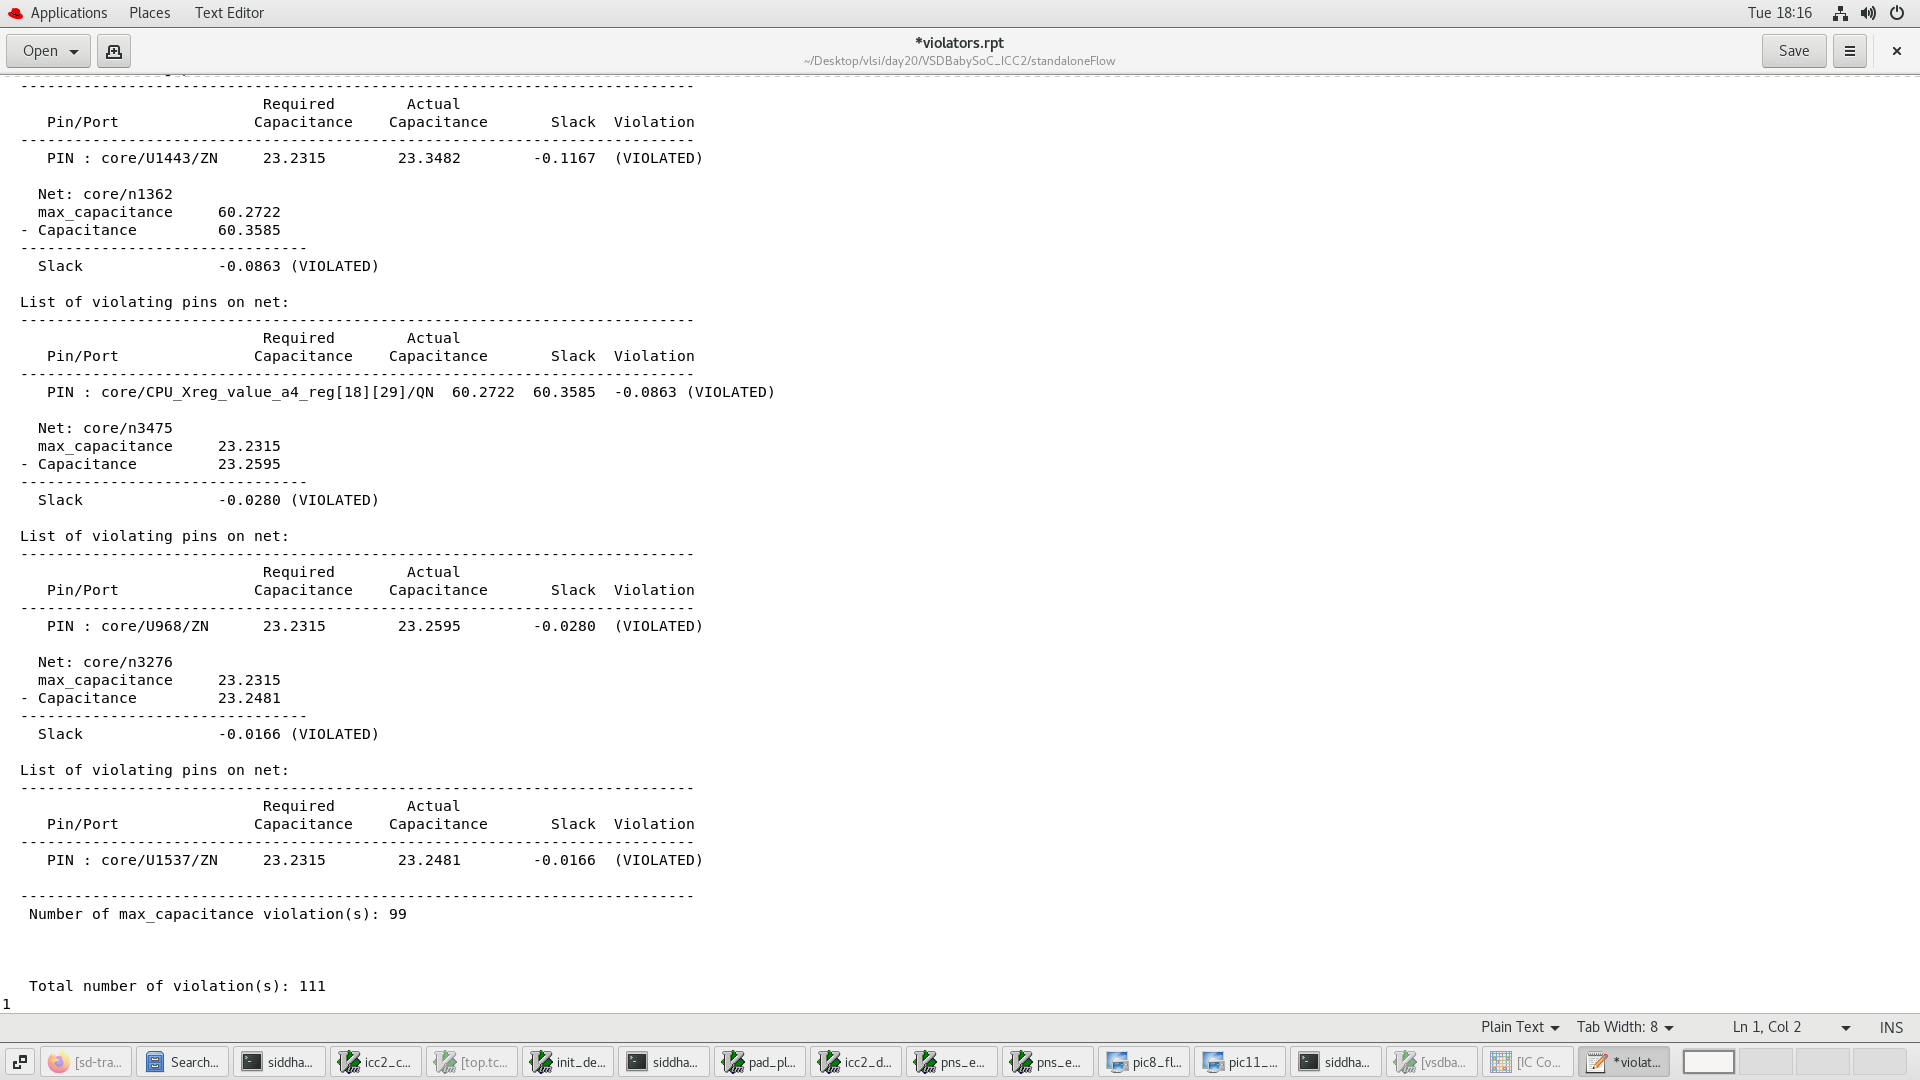 Applications Places Text Editor Tue 18:16
Open *violators.rpt Save
~/Desktop/vlsi/day20/VSDBabySoC_ICC2/standaloneFlow
---------------------------------------------------------------------------
Required Actual
Pin/Port Capacitance Capacitance Slack Violation
---------------------------------------------------------------------------
PIN : core/U1443/ZN 23.2315 23.3482 -0.1167 (VIOLATED)
Net: core/n1362
max_capacitance 60.2722
- Capacitance 60.3585
--------------------------------
Slack -0.0863 (VIOLATED)
List of violating pins on net:
---------------------------------------------------------------------------
Required Actual
Pin/Port Capacitance Capacitance Slack Violation
---------------------------------------------------------------------------
PIN : core/CPU_Xreg_value_a4_reg[18][29]/QN 60.2722 60.3585 -0.0863 (VIOLATED)
Net: core/n3475
max_capacitance 23.2315
- Capacitance 23.2595
--------------------------------
Slack -0.0280 (VIOLATED)
List of violating pins on net:
---------------------------------------------------------------------------
Required Actual
Pin/Port Capacitance Capacitance Slack Violation
---------------------------------------------------------------------------
PIN : core/U968/ZN 23.2315 23.2595 -0.0280 (VIOLATED)
Net: core/n3276
max_capacitance 23.2315
- Capacitance 23.2481
--------------------------------
Slack -0.0166 (VIOLATED)
List of violating pins on net:
---------------------------------------------------------------------------
Required Actual
Pin/Port Capacitance Capacitance Slack Violation
---------------------------------------------------------------------------
PIN : core/U1537/ZN 23.2315 23.2481 -0.0166 (VIOLATED)
---------------------------------------------------------------------------
Number of max_capacitance violation(s): 99
Total number of violation(s): 111
1
Plain Text Tab Width: 8 Ln 1, Col 2 INS
[sd-tra... Search... siddha... icc2_c... [top.tc... init_de... siddha... pad_pl... icc2_d... pns_e... pns_e... pic8_fl... pic11_... siddha... [vsdba... [IC Co... *violat...